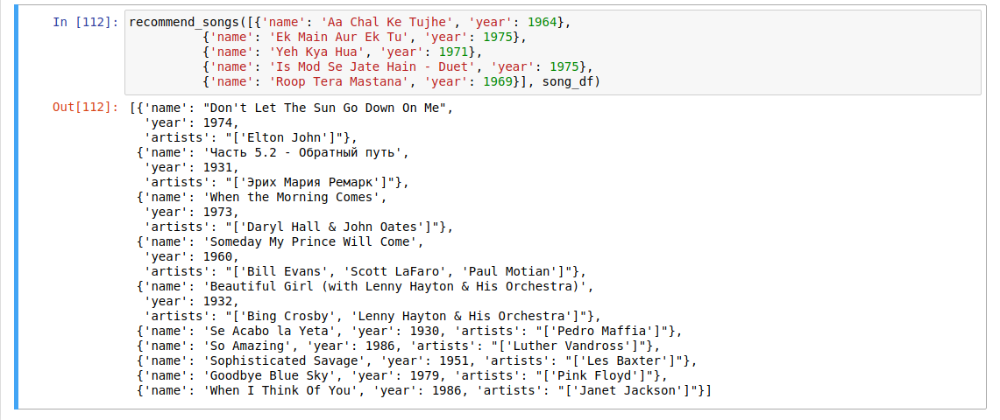 In [112]: recommend_songs([{'name': 'Aa Chal Ke Tujhe', 'year': 1964},
{'name': 'Ek Main Aur Ek Tu', 'year': 1975},
{'name': 'Yeh Kya Hua', 'year': 1971},
{'name': 'Is Mod Se Jate Hain - Duet', 'year': 1975},
{'name': 'Roop Tera Mastana', 'year': 1969}], song_df)
Out[112]: [{'name': "Don't Let The Sun Go Down On Me",
'year': 1974,
'artists': "['Elton John']"},
{'name': 'Часть 5.2 - Обратный путь',
'year': 1931,
'artists': "['Эрих Мария Ремарк']"},
{'name': 'When the Morning Comes',
'year': 1973,
'artists': "['Daryl Hall & John Oates']"},
{'name': 'Someday My Prince Will Come',
'year': 1960,
'artists': "['Bill Evans', 'Scott LaFaro', 'Paul Motian']"},
{'name': 'Beautiful Girl (with Lenny Hayton & His Orchestra)',
'year': 1932,
'artists': "['Bing Crosby', 'Lenny Hayton & His Orchestra']"},
{'name': 'Se Acabo la Yeta', 'year': 1930, 'artists': "['Pedro Maffia']"},
{'name': 'So Amazing', 'year': 1986, 'artists': "['Luther Vandross']"},
{'name': 'Sophisticated Savage', 'year': 1951, 'artists': "['Les Baxter']"},
{'name': 'Goodbye Blue Sky', 'year': 1979, 'artists': "['Pink Floyd']"},
{'name': 'When I Think Of You', 'year': 1986, 'artists': "['Janet Jackson']"}]